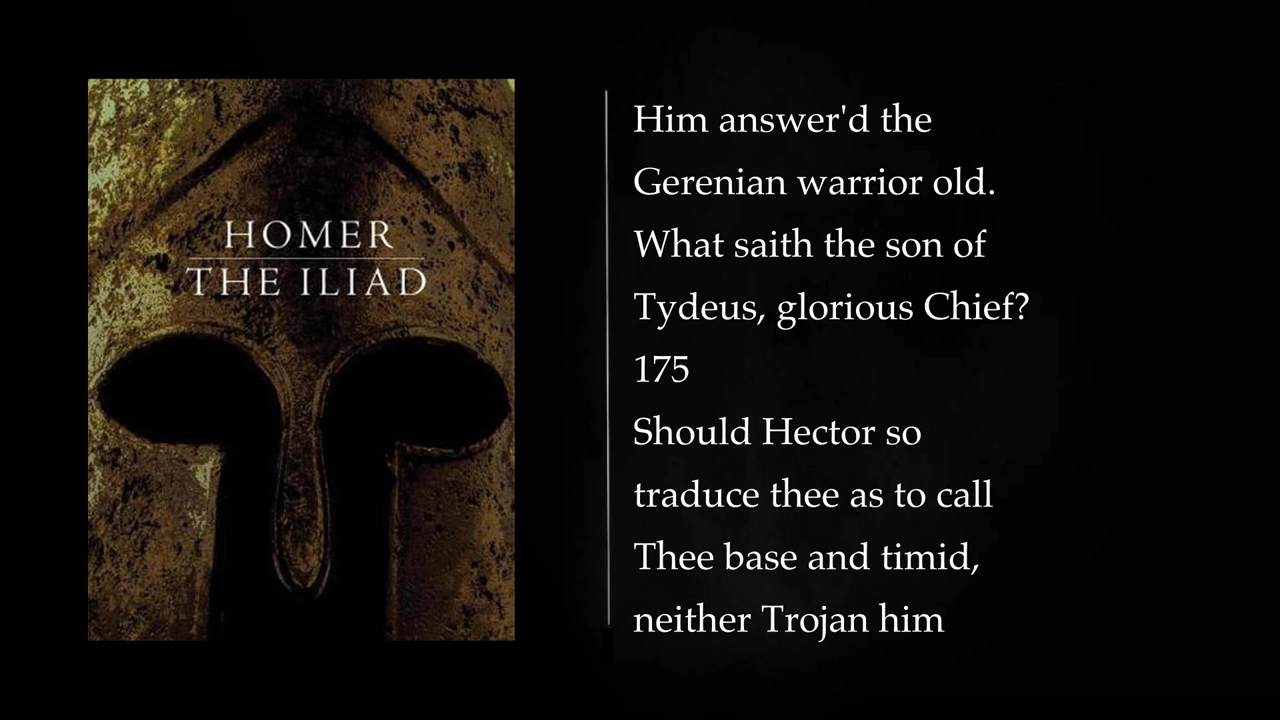 HOMER
THE ILIAD
Him answer'd the
Gerenian warrior old.
What saith the son of
Tydeus, glorious Chief?
175
Should Hector so
traduce thee as to call
Thee base and timid,
neither Trojan him